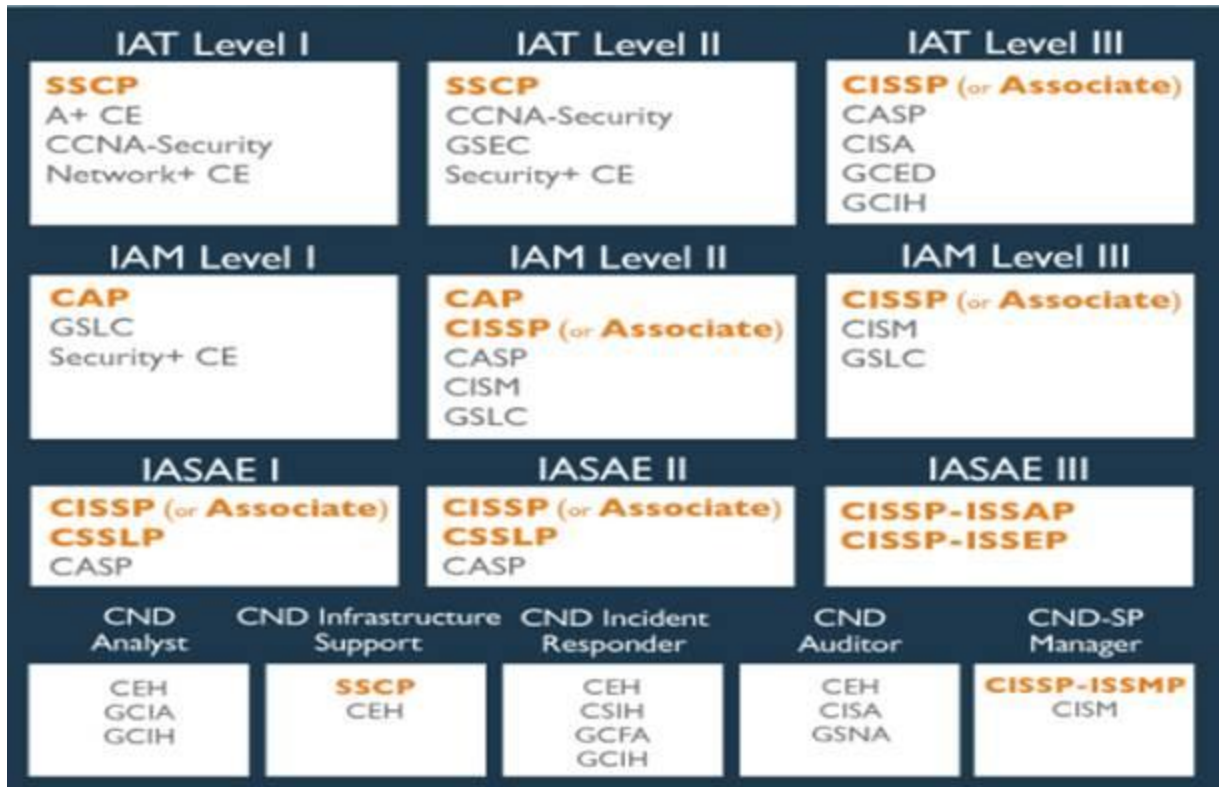 IAT Level I
SSCP
A+ CE
CCNA-Security
Network+ CE
IAT Level II
SSCP
CCNA-Security
GSEC
Security+ CE
IAT Level III
CISSP (or Associate)
CASP
CISA
GCED
GCIH
IAM Level I
CAP
GSLC
Security+ CE
IAM Level II
CAP
CISSP (or Associate)
CASP
CISM
GSLC
IAM Level III
CISSP (or Associate)
CISM
GSLC
IASAE I
CISSP (or Associate)
CSSLP
CASP
IASAE II
CISSP (or Associate)
CSSLP
CASP
IASAE III
CISSP-ISSAP
CISSP-ISSEP
CND
Analyst
CEH
GCIA
GCIH
CND Infrastructure
Support
SSCP
CEH
CND Incident
Responder
CEH
CSIH
GCFA
GCIH
CND
Auditor
CEH
CISA
GSNA
CND-SP
Manager
CISSP-ISSMP
CISM